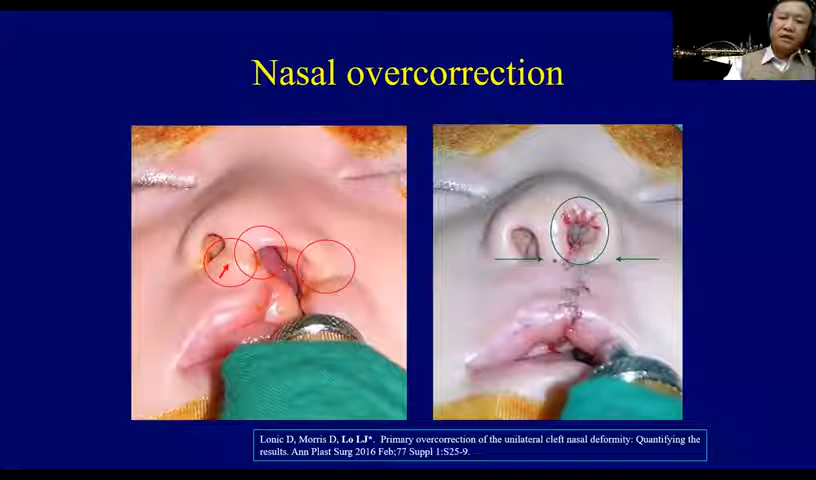 Nasal overcorrection
Lonic D, Morris D, Lo LJ*. Primary overcorrection of the unilateral cleft nasal deformity: Quantifying the
results. Ann Plast Surg 2016 Feb;77 Suppl 1:S25-9.